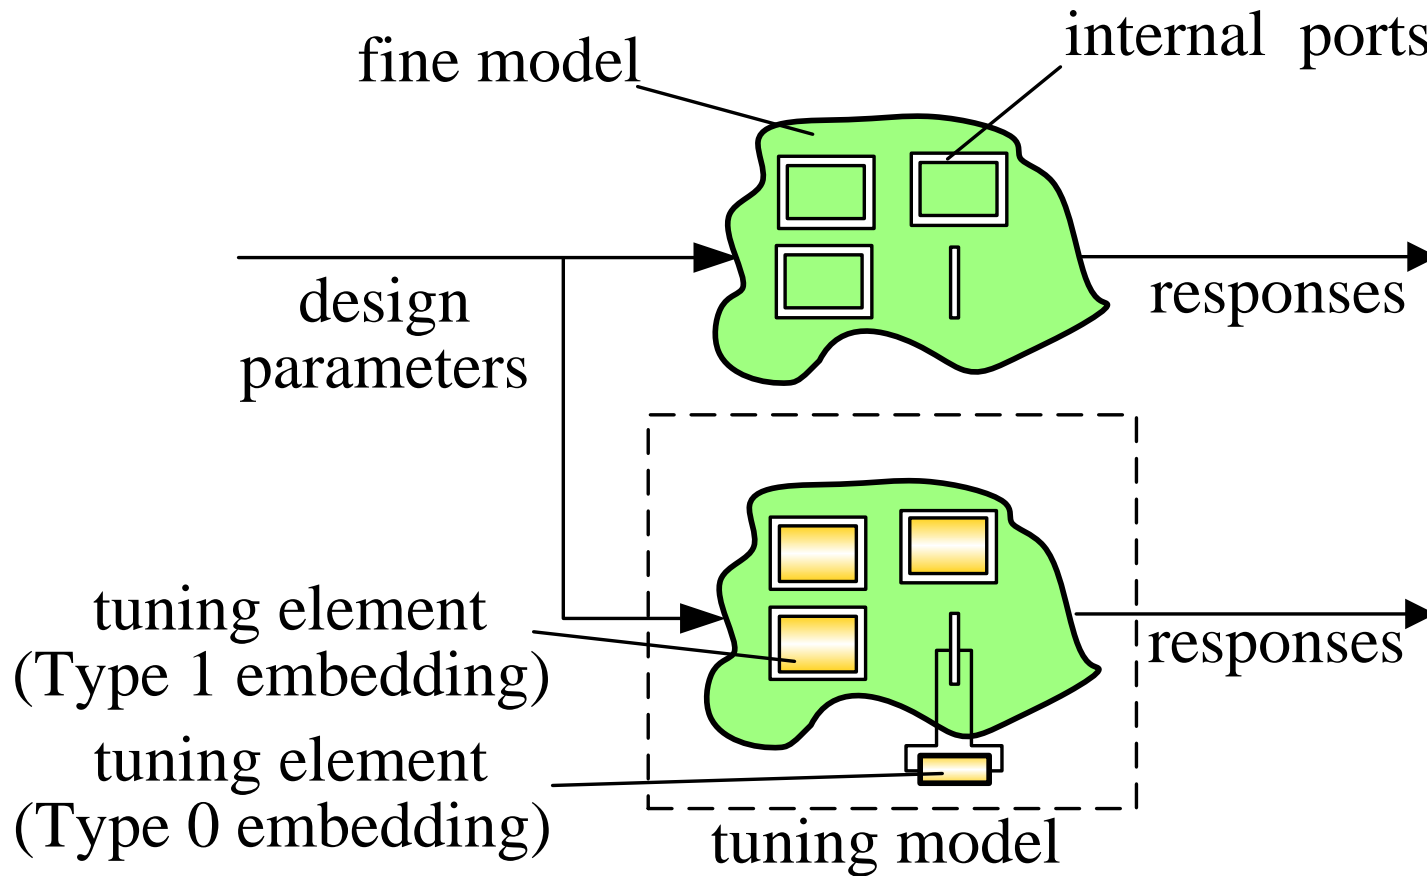 fine model
internal ports
design
parameters
responses
tuning element
(Type 1 embedding)
responses
tuning element
(Type 0 embedding)
tuning model